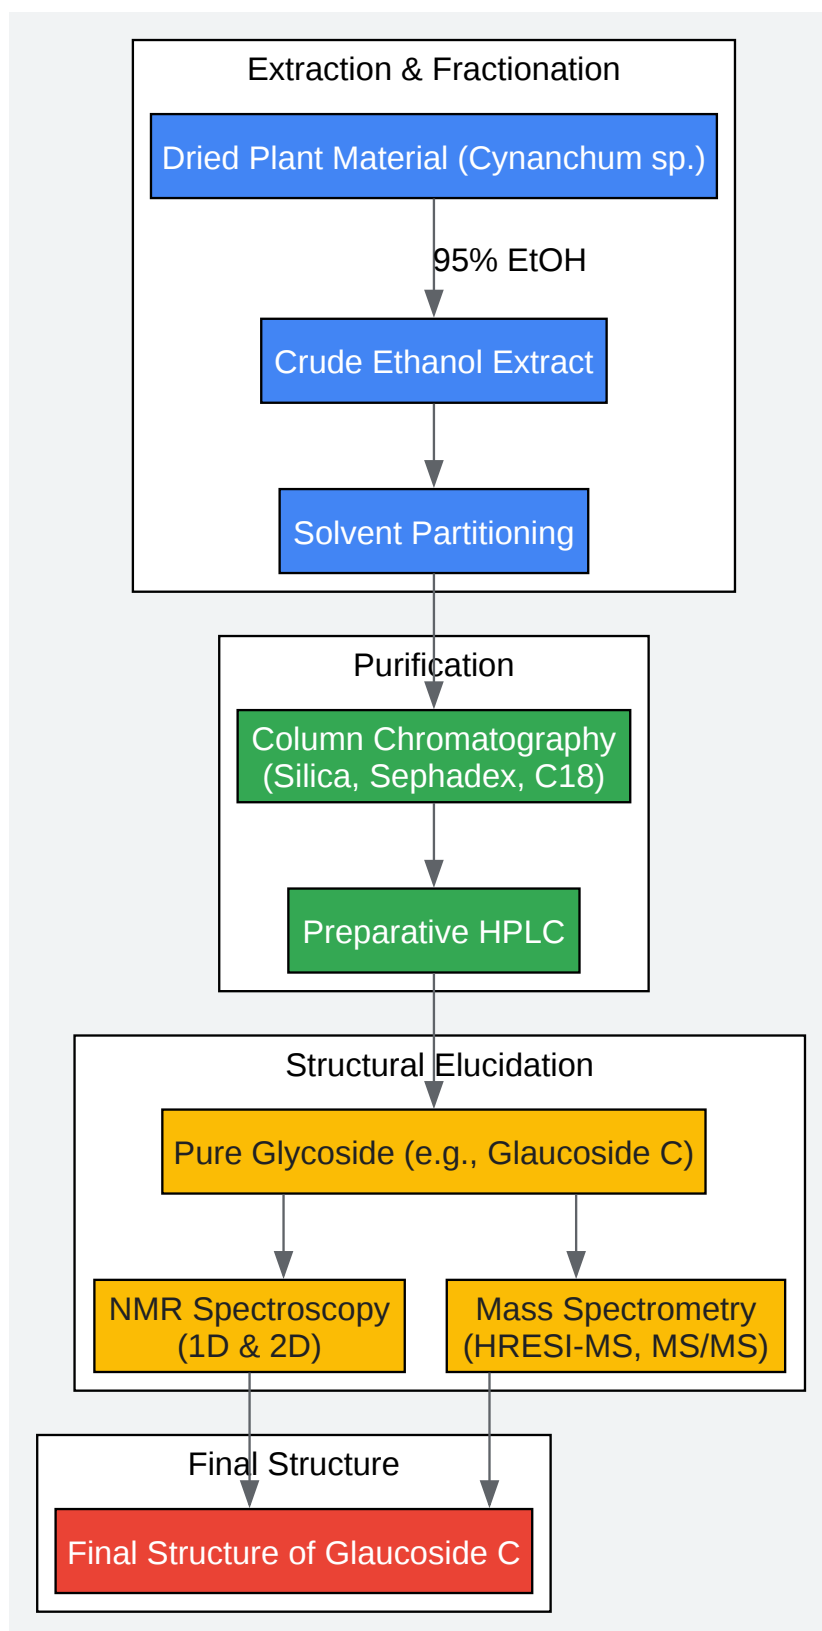 Extraction & Fractionation
Dried Plant Material (Cynanchum sp.)
95% EtOH
Crude Ethanol Extract
Solvent Partitioning
Purification
Column Chromatography
(Silica, Sephadex, C18)
Preparative HPLC
Structural Elucidation
Pure Glycoside (e.g., Glaucoside C)
NMR Spectroscopy
(1D & 2D)
Mass Spectrometry
(HRESI-MS, MS/MS)
Final Structure
Final Structure of Glaucoside C